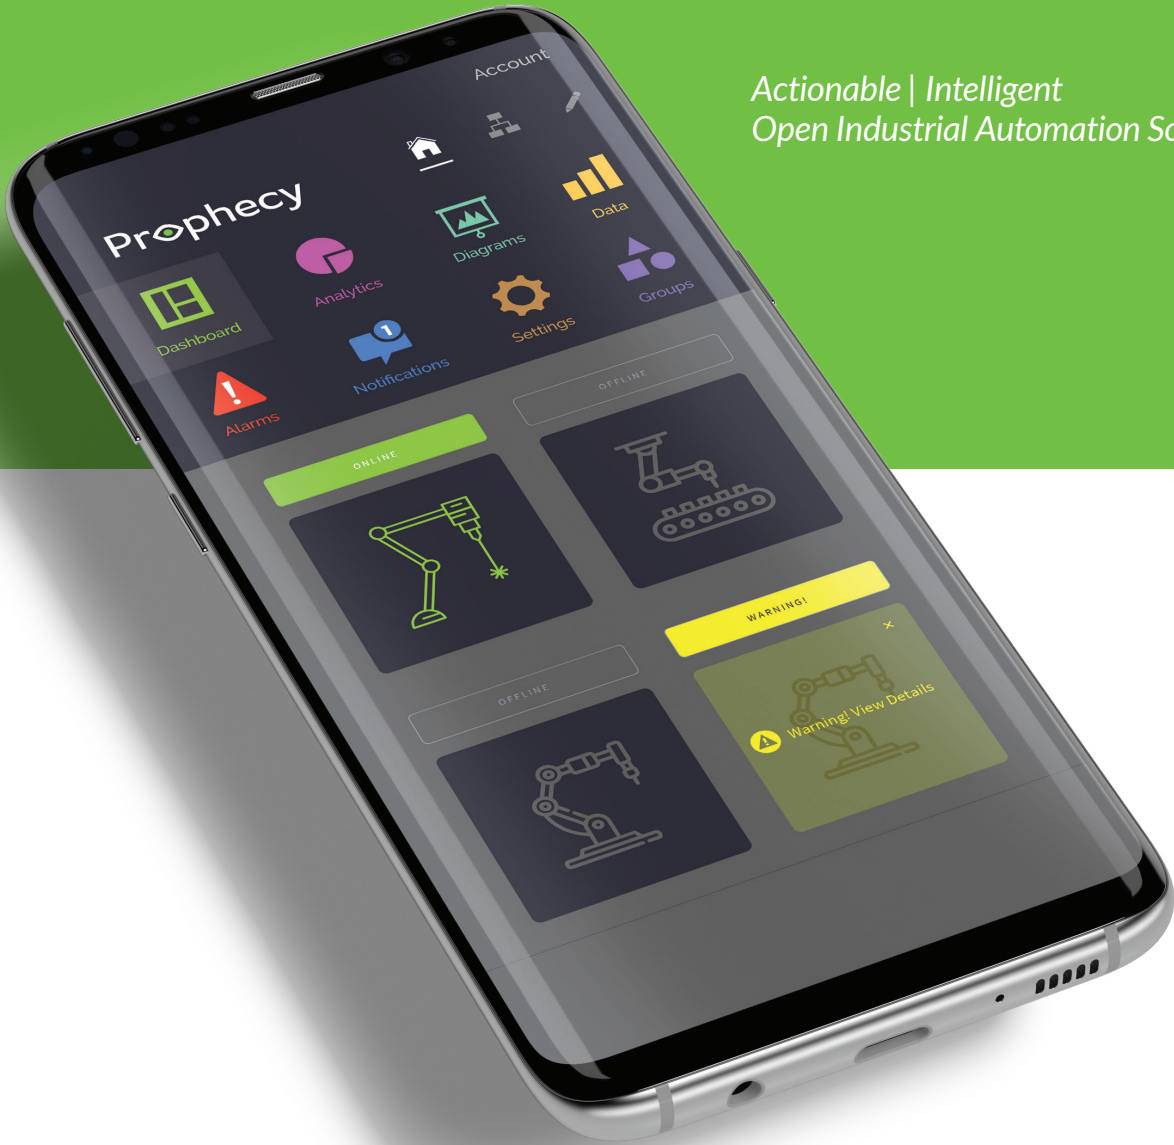 Actionable | Intelligent
Open Industrial Automation So
Account
Prophecy
Dashboard
Analytics
Diagrams
Data
Alarms
Notifications
1
Settings
Groups
ONLINE
OFFLINE
OFFLINE
WARNING!
Warning! View Details